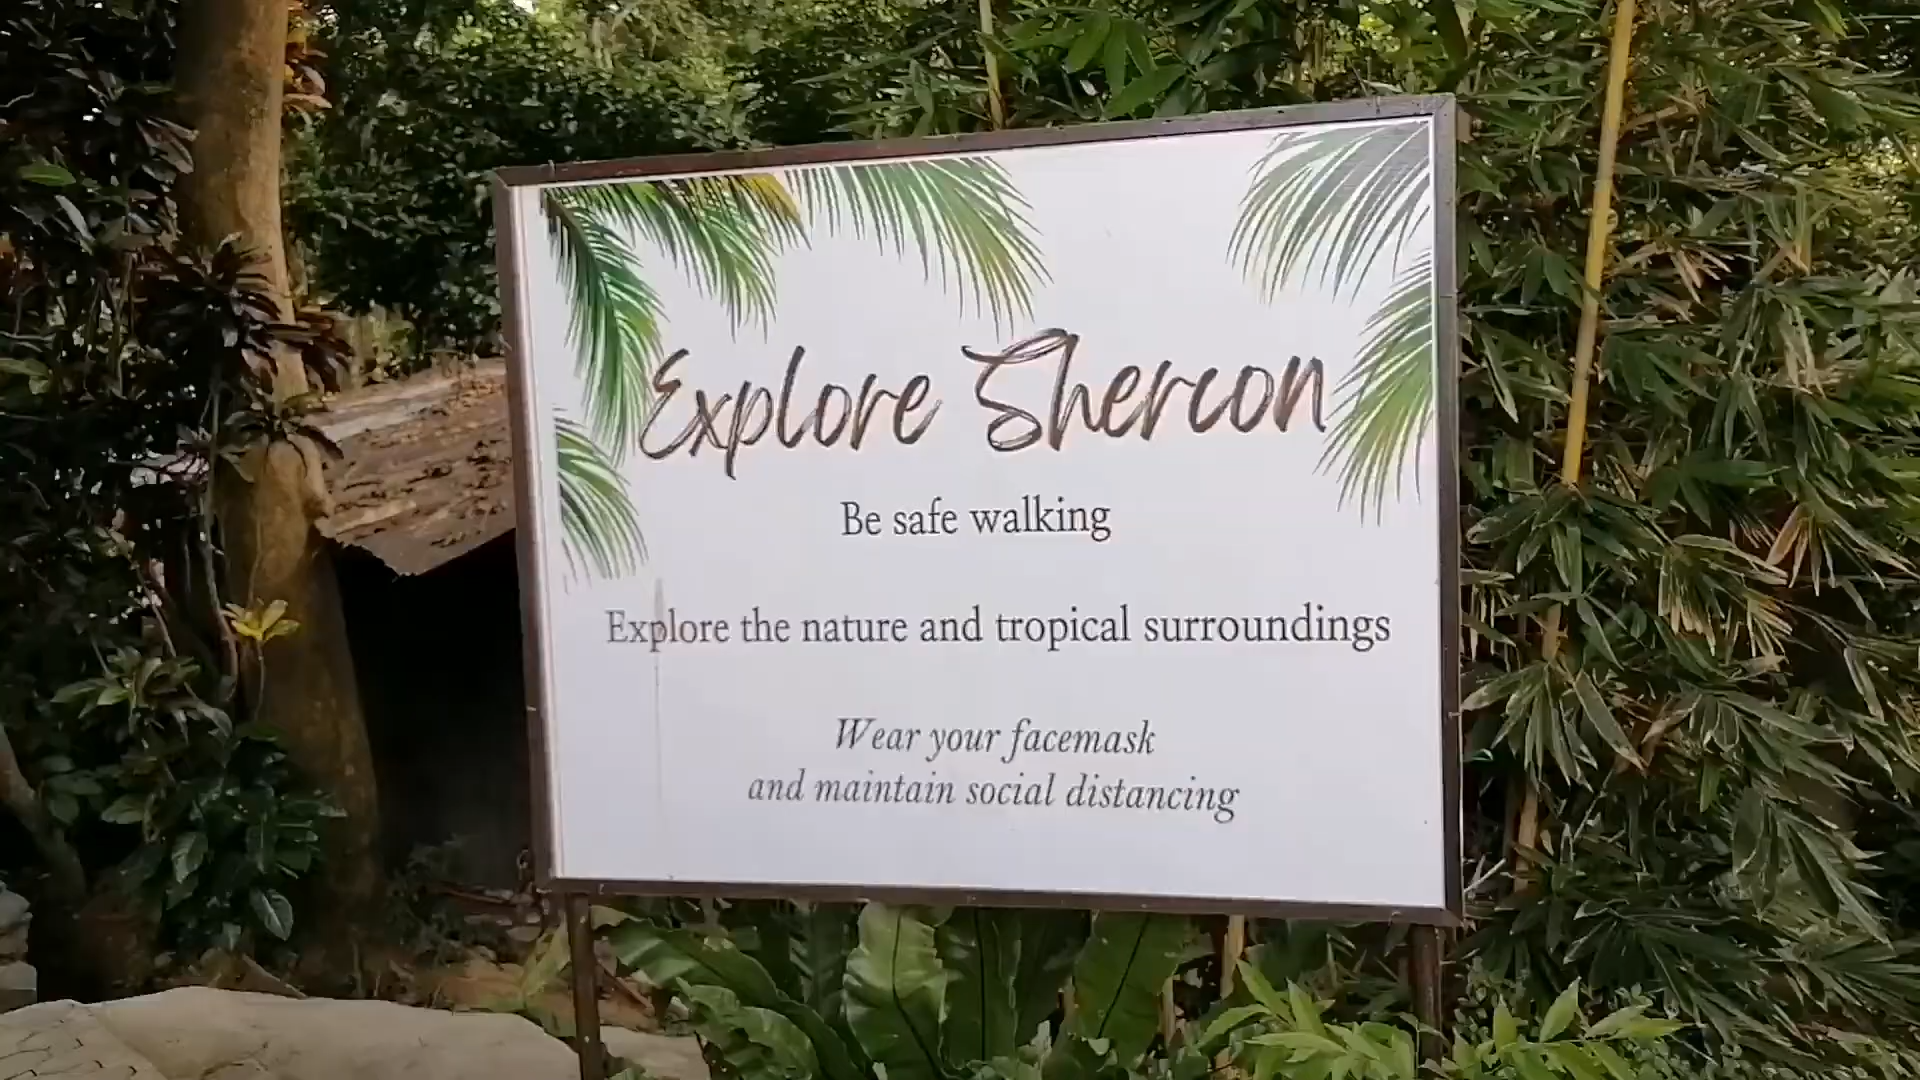 Explore Shercon
Be safe walking
Explore the nature and tropical surroundings
Wear your facemask
and maintain social distancing